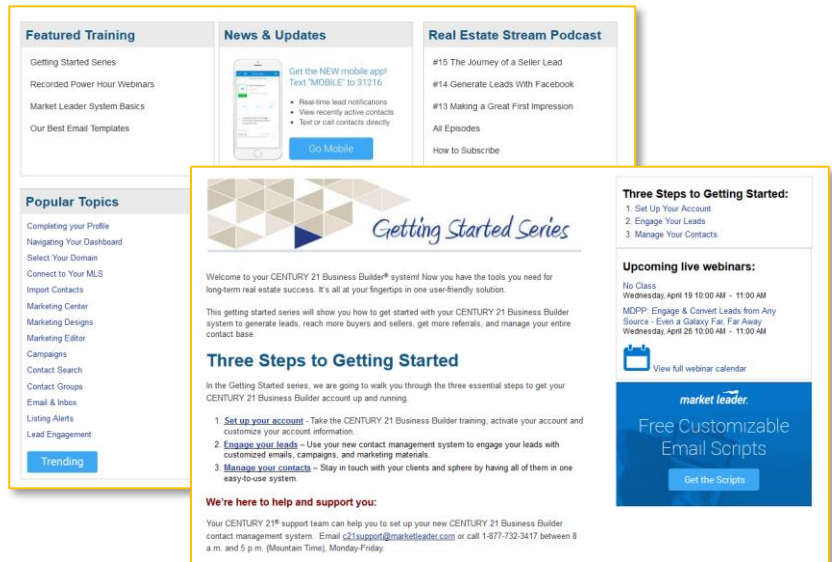 Featured Training
Getting Started Series
Recorded Power Hour Webinars
Market Leader System Basics
Our Best Email Templates
News & Updates
Get the NEW mobile app!
Text "MOBILE" to 31216
• Real-time lead notifications
• View recently active contacts
• Text or call contacts directly
Go Mobile
Real Estate Stream Podcast
#15 The Journey of a Seller Lead
#14 Generate Leads With Facebook
#13 Making a Great First Impression
All Episodes
How to Subscribe
Popular Topics
Completing your Profile
Navigating Your Dashboard
Select Your Domain
Connect to Your MLS
Import Contacts
Marketing Center
Marketing Designs
Marketing Editor
Campaigns
Contact Search
Contact Groups
Email & Inbox
Listing Alerts
Lead Engagement
Trending
Getting Started Series
Welcome to your CENTURY 21 Business Builder® system! Now you have the tools you need for
long-term real estate success. It's all at your fingertips in one user-friendly solution.
This getting started series will show you how to get started with your CENTURY 21 Business Builder
system to generate leads, reach more buyers and sellers, get more referrals, and manage your entire
contact base.
Three Steps to Getting Started
In the Getting Started series, we are going to walk you through the three essential steps to get your
CENTURY 21 Business Builder account up and running.
1. Set up your account - Take the CENTURY 21 Business Builder training, activate your account and
customize your account information.
2. Engage your leads – Use your new contact management system to engage your leads with
customized emails, campaigns, and marketing materials.
3. Manage your contacts – Stay in touch with your clients and sphere by having all of them in one
easy-to-use system.
We're here to help and support you:
Your CENTURY 21® support team can help you to set up your new CENTURY 21 Business Builder
contact management system. Email c21support@marketleader.com or call 1-877-732-3417 between 8
a.m. and 5 p.m. (Mountain Time), Monday-Friday.
Three Steps to Getting Started:
1. Set Up Your Account
2. Engage Your Leads
3. Manage Your Contacts
Upcoming live webinars:
No Class
Wednesday, April 19 10:00 AM - 11:00 AM
MDPP: Engage & Convert Leads from Any
Source - Even a Galaxy Far, Far Away
Wednesday, April 26 10:00 AM - 11:00 AM
View full webinar calendar
market leader.
Free Customizable
Email Scripts
Get the Scripts